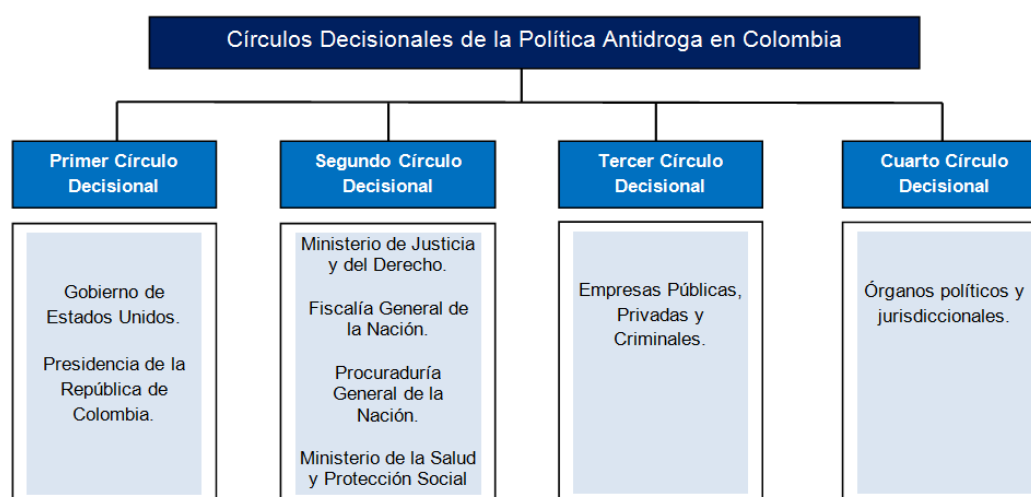 Círculos Decisionales de la Política Antidroga en Colombia
Primer Círculo
Decisional
Gobierno de
Estados Unidos.
Presidencia de la
República de
Colombia.
Segundo Círculo
Decisional
Ministerio de Justicia
y del Derecho.
Fiscalía General de
la Nación.
Procuraduría
General de la
Nación.
Ministerio de la Salud
y Protección Social
Tercer Círculo
Decisional
Empresas Públicas,
Privadas y
Criminales.
Cuarto Círculo
Decisional
Órganos políticos y
jurisdiccionales.